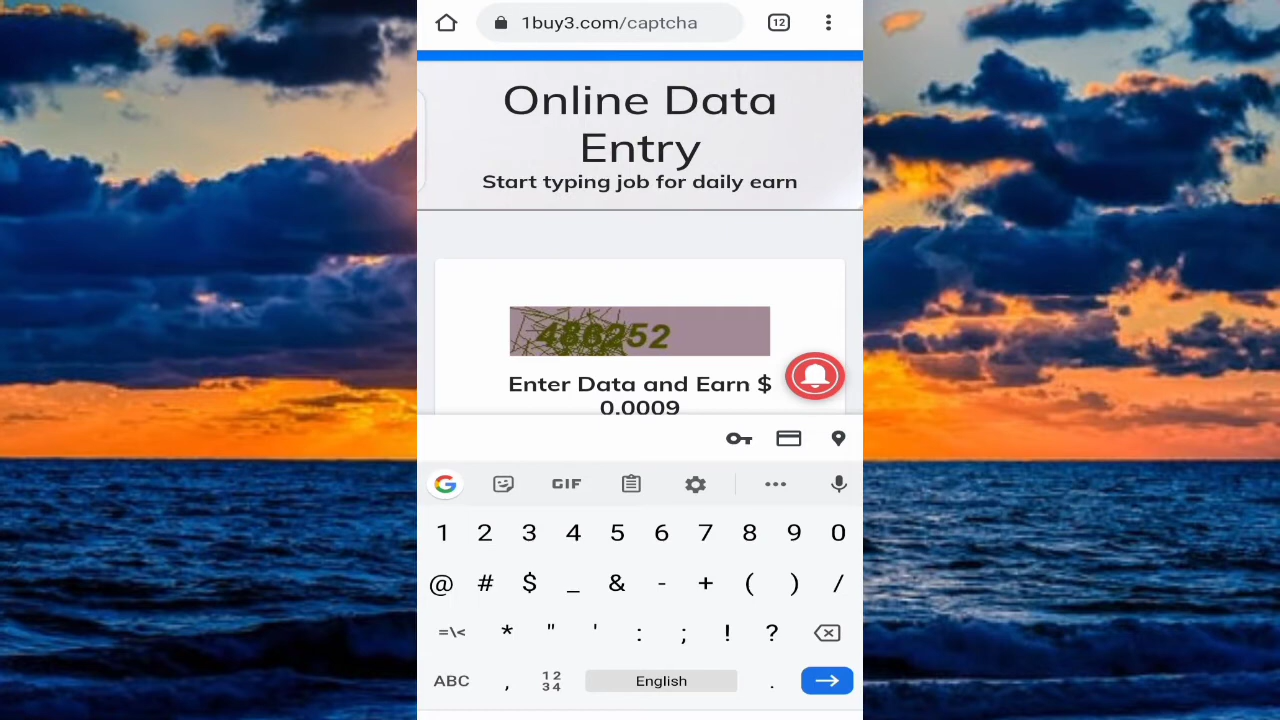 1buy3.com/captcha
12
Online Data
Entry
Start typing job for daily earn
486252
Enter Data and Earn $
0.0009
GIF
1 2 3 4 5 6 7 8 9 0
@ # $ _ & - + ( ) /
=\< * " ' : ; ! ?
ABC , 12 34 English .